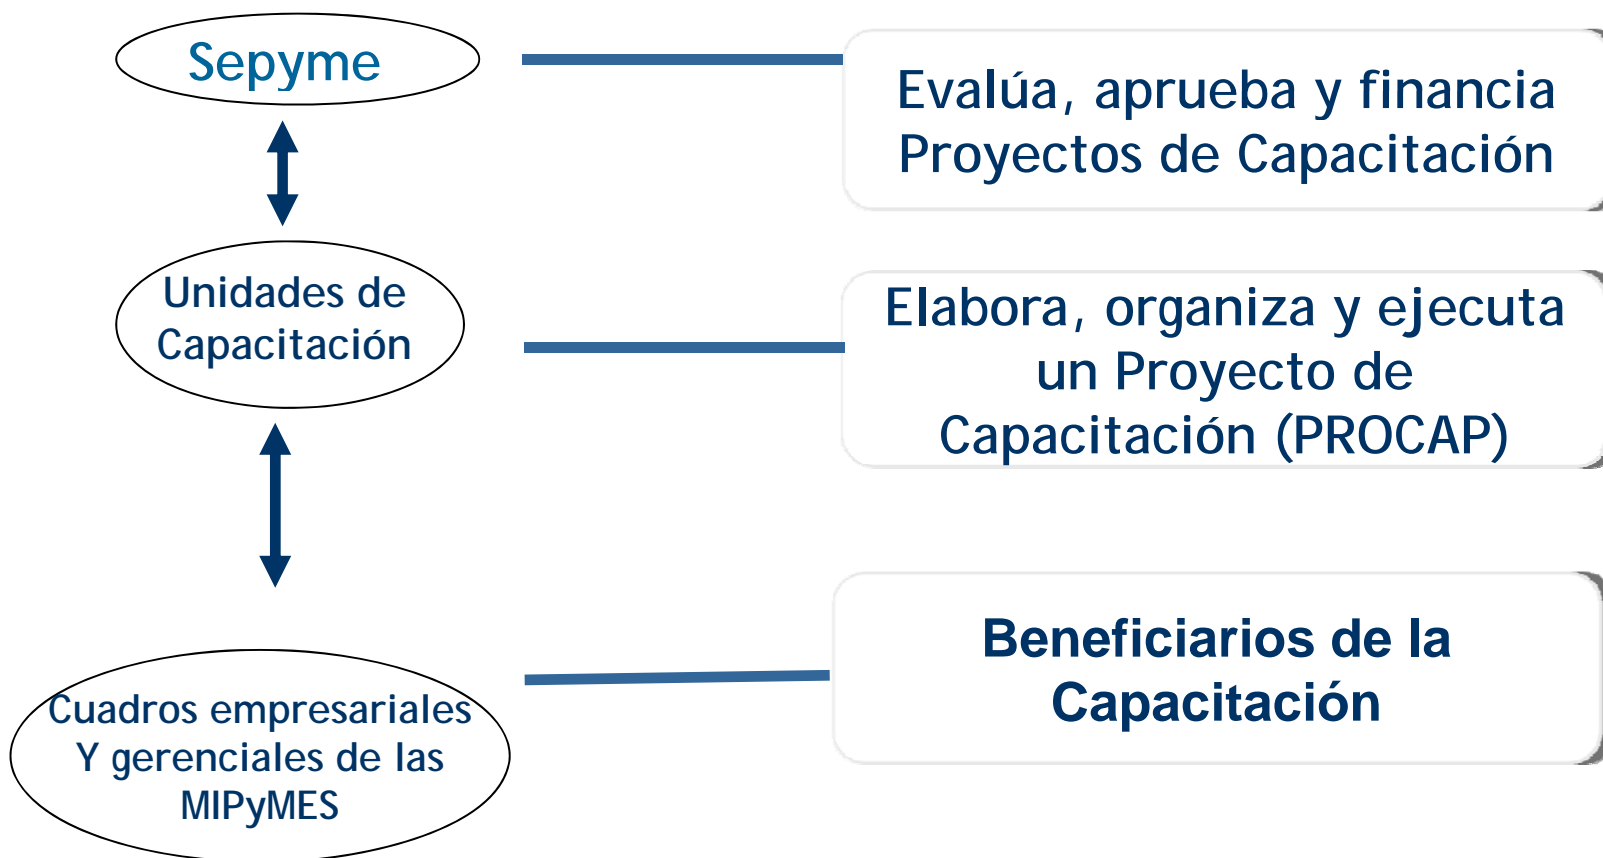 Sepyme
Evalúa, aprueba y financia
Proyectos de Capacitación
Unidades de
Capacitación
Elabora, organiza y ejecuta
un Proyecto de
Capacitación (PROCAP)
Cuadros empresariales
Y gerenciales de las
MIPyMES
Beneficiarios de la
Capacitación